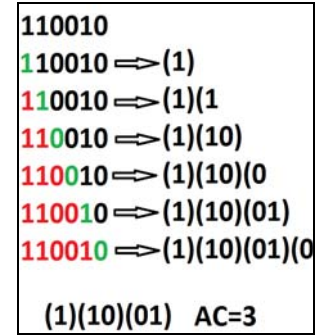 110010
110010 ⇒ (1)
110010 ⇒ (1)(1
110010 ⇒ (1)(10)
110010 ⇒ (1)(10)(0
110010 ⇒ (1)(10)(01)
110010 ⇒ (1)(10)(01)(0
(1)(10)(01) AC=3